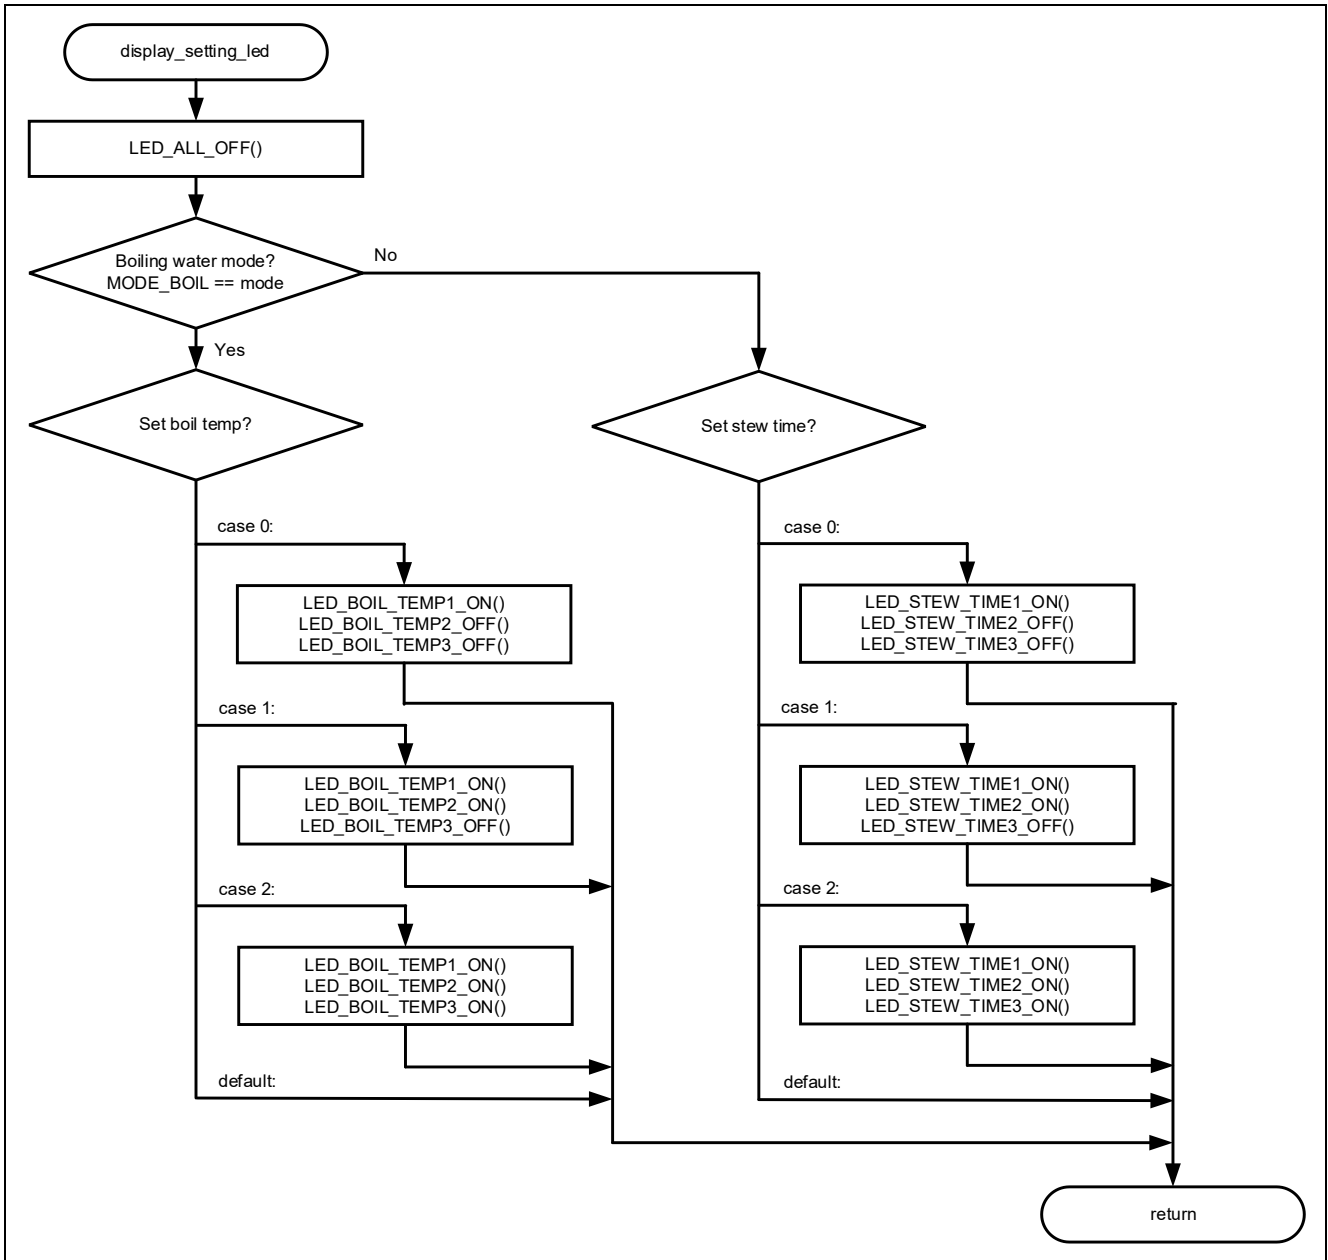 display_setting_led
LED_ALL_OFF()
Boiling water mode?
MODE_BOIL == mode
No
Yes
Set boil temp?
Set stew time?
case 0:
LED_BOIL_TEMP1_ON()
LED_BOIL_TEMP2_OFF()
LED_BOIL_TEMP3_OFF()
case 1:
LED_BOIL_TEMP1_ON()
LED_BOIL_TEMP2_ON()
LED_BOIL_TEMP3_OFF()
case 2:
LED_BOIL_TEMP1_ON()
LED_BOIL_TEMP2_ON()
LED_BOIL_TEMP3_ON()
default:
case 0:
LED_STEW_TIME1_ON()
LED_STEW_TIME2_OFF()
LED_STEW_TIME3_OFF()
case 1:
LED_STEW_TIME1_ON()
LED_STEW_TIME2_ON()
LED_STEW_TIME3_OFF()
case 2:
LED_STEW_TIME1_ON()
LED_STEW_TIME2_ON()
LED_STEW_TIME3_ON()
default:
return